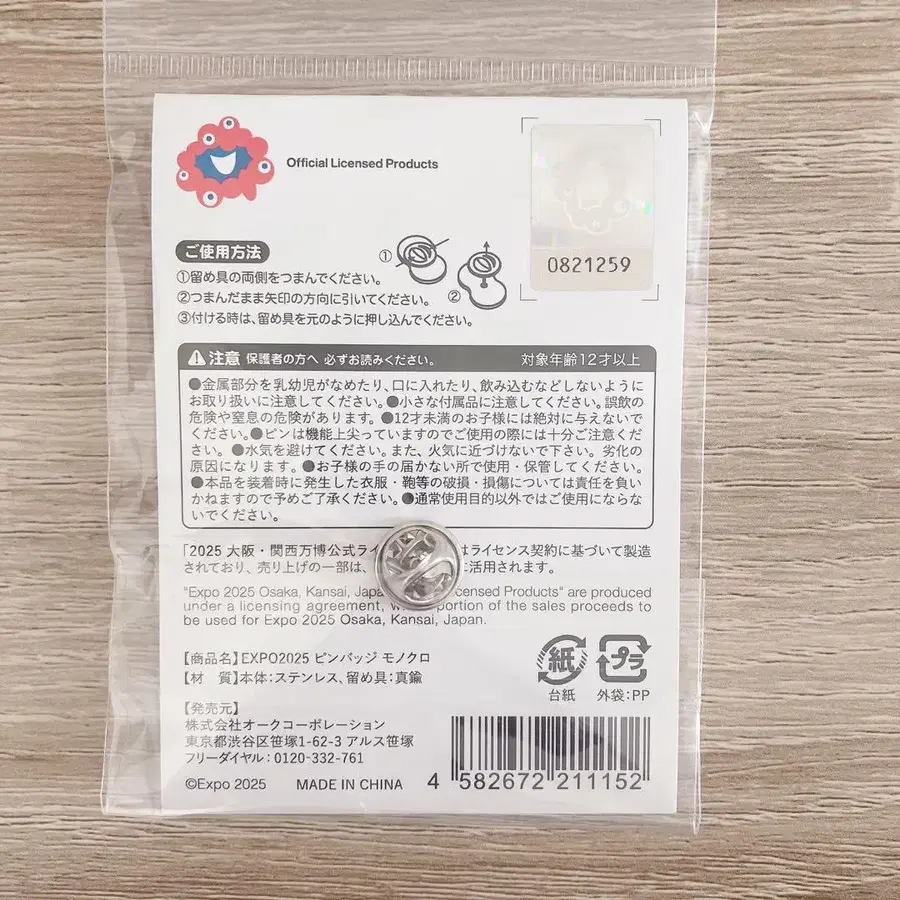 Official Licensed Products
0821259
ご使用方法
①留め具の両側をつまんでください。
②つまんだまま矢印の方向に引いてください。
③付ける時は、留め具を元のように押し込んでください。
①
②
注意 保護者の方へ 必ずお読みください。 対象年齢12才以上
●金属部分を乳幼児がなめたり、口に入れたり、飲み込むなどしないように
お取り扱いに注意してください。●小さな付属品に注意してください。誤飲の
危険や窒息の危険があります。●12才未満のお子様には絶対に与えないで
ください。●ピンは機能上尖っていますのでご使用の際には十分ご注意くだ
さい。●水気を避けてください。また、火気に近づけないで下さい。劣化の
原因になります。●お子様の手の届かない所で使用・保管してください。
●本品を装着時に発生した衣服・鞄等の破損・損傷については責任を負い
かねますので予めご了承ください。●通常使用目的以外ではご使用にならな
いでください。
「2025 大阪・関西万博公式ライ はライセンス契約に基づいて製造
されており、売り上げの一部は、 に活用されます。
"Expo 2025 Osaka, Kansai, Licensed Products" are produced
under a licensing agreement, portion of the sales proceeds to
be used for Expo 2025 Osaka, Kansai, Japan.
【商品名】EXPO2025 ピンバッジ モノクロ
【材 質】本体:ステンレス、留め具:真鍮
紙 プラ
台紙 外袋:PP
【発売元】
株式会社オークコーポレーション
東京都渋谷区笹塚1-62-3 アルス笹塚
フリーダイヤル:0120-332-761
©Expo 2025 MADE IN CHINA
4 582672 211152